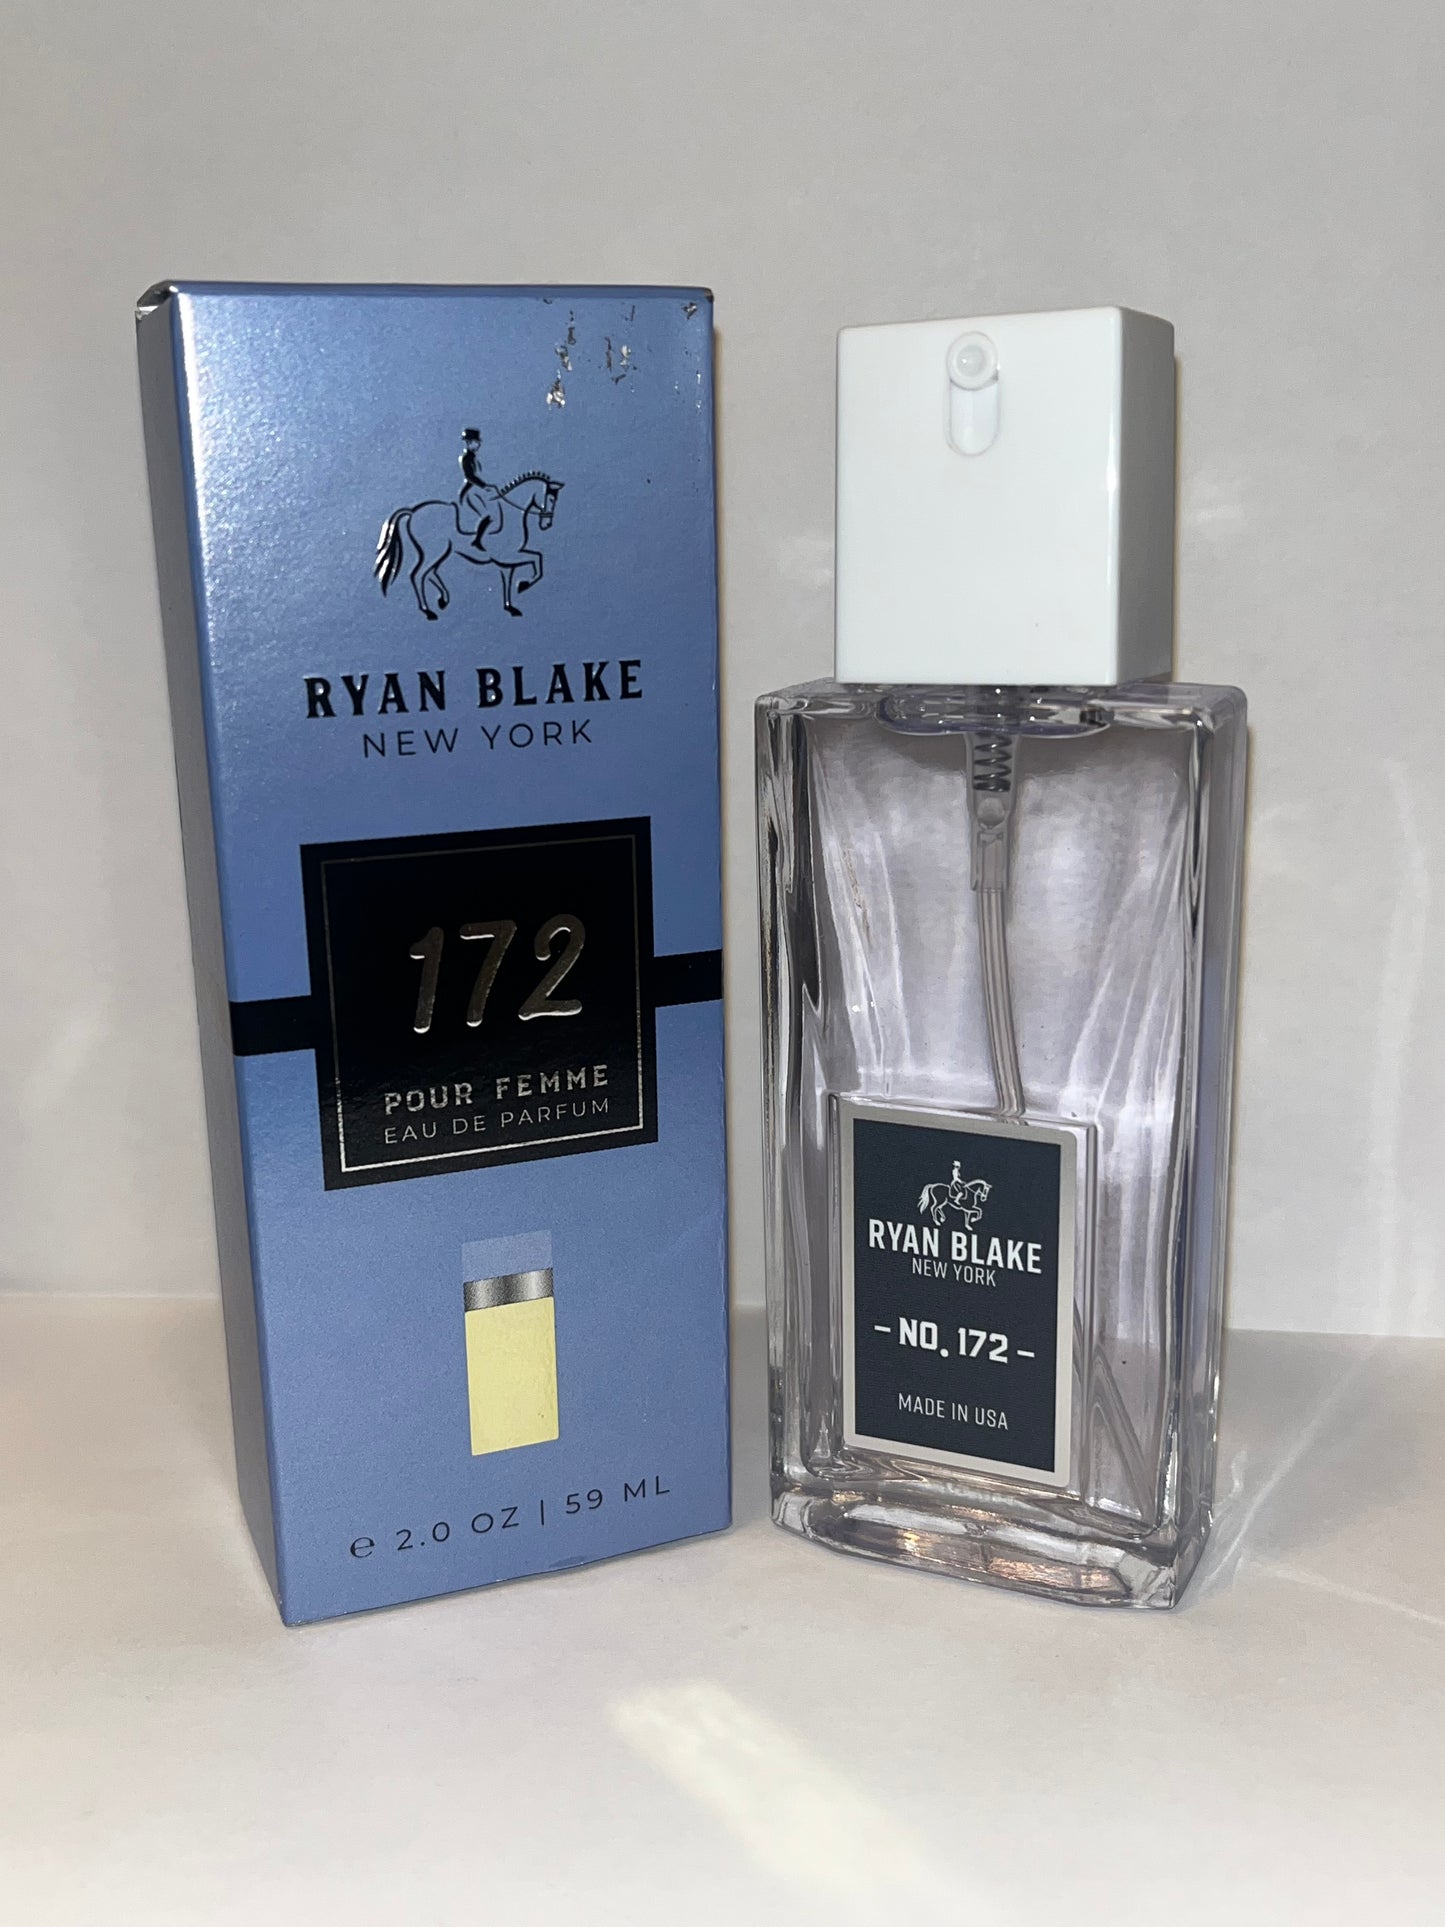 RYAN BLAKE
NEW YORK
172
POUR FEMME
EAU DE PARFUM
℮ 2.0 OZ | 59 ML
RYAN BLAKE
NEW YORK
- NO. 172 -
MADE IN USA